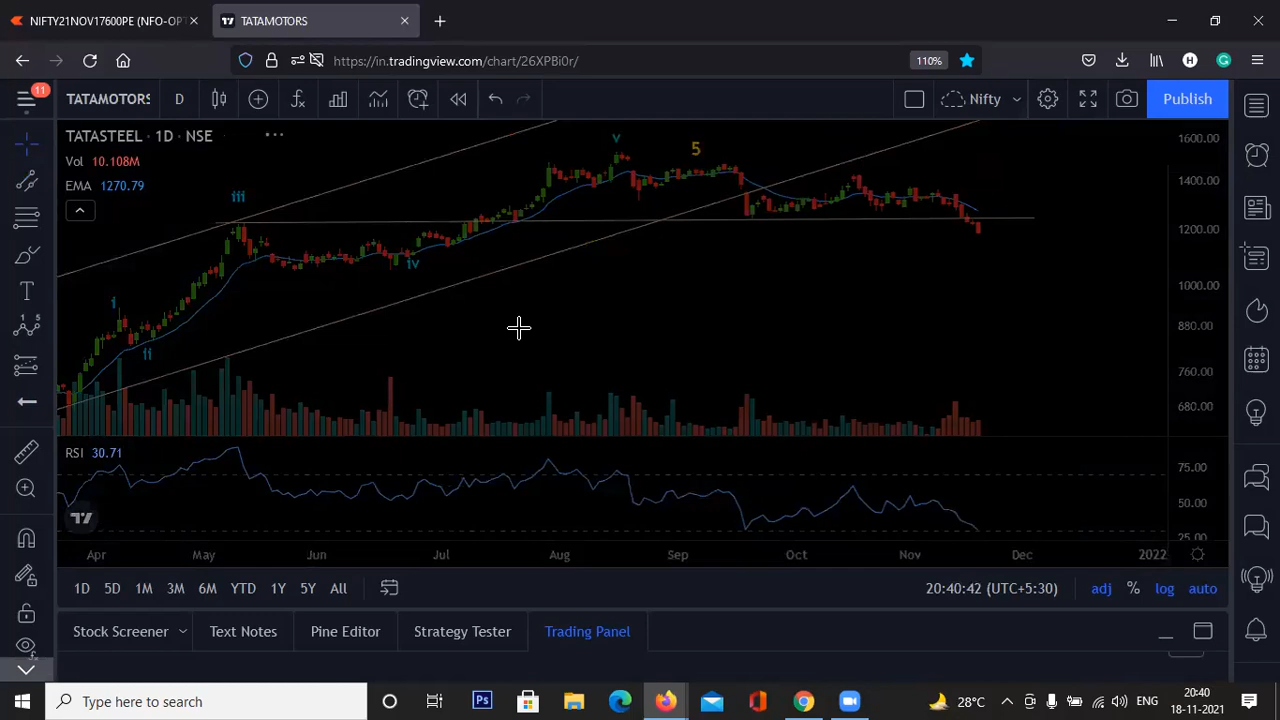 NIFTY21NOV17600PE (NFO-OPT
TATAMOTORS
https://in.tradingview.com/chart/26XPBi0r/
110%
11
TATAMOTORS
D
Nifty
Publish
TATASTEEL · 1D · NSE
Vol 10.108M
EMA 1270.79
i
ii
iii
iv
v
5
1600.00
1400.00
1200.00
1000.00
880.00
760.00
680.00
RSI 30.71
75.00
50.00
25.00
Apr May Jun Jul Aug Sep Oct Nov Dec 2022
1D 5D 1M 3M 6M YTD 1Y 5Y All
20:40:42 (UTC+5:30) adj % log auto
Stock Screener Text Notes Pine Editor Strategy Tester Trading Panel
Type here to search
28°C
ENG
20:40
18-11-2021